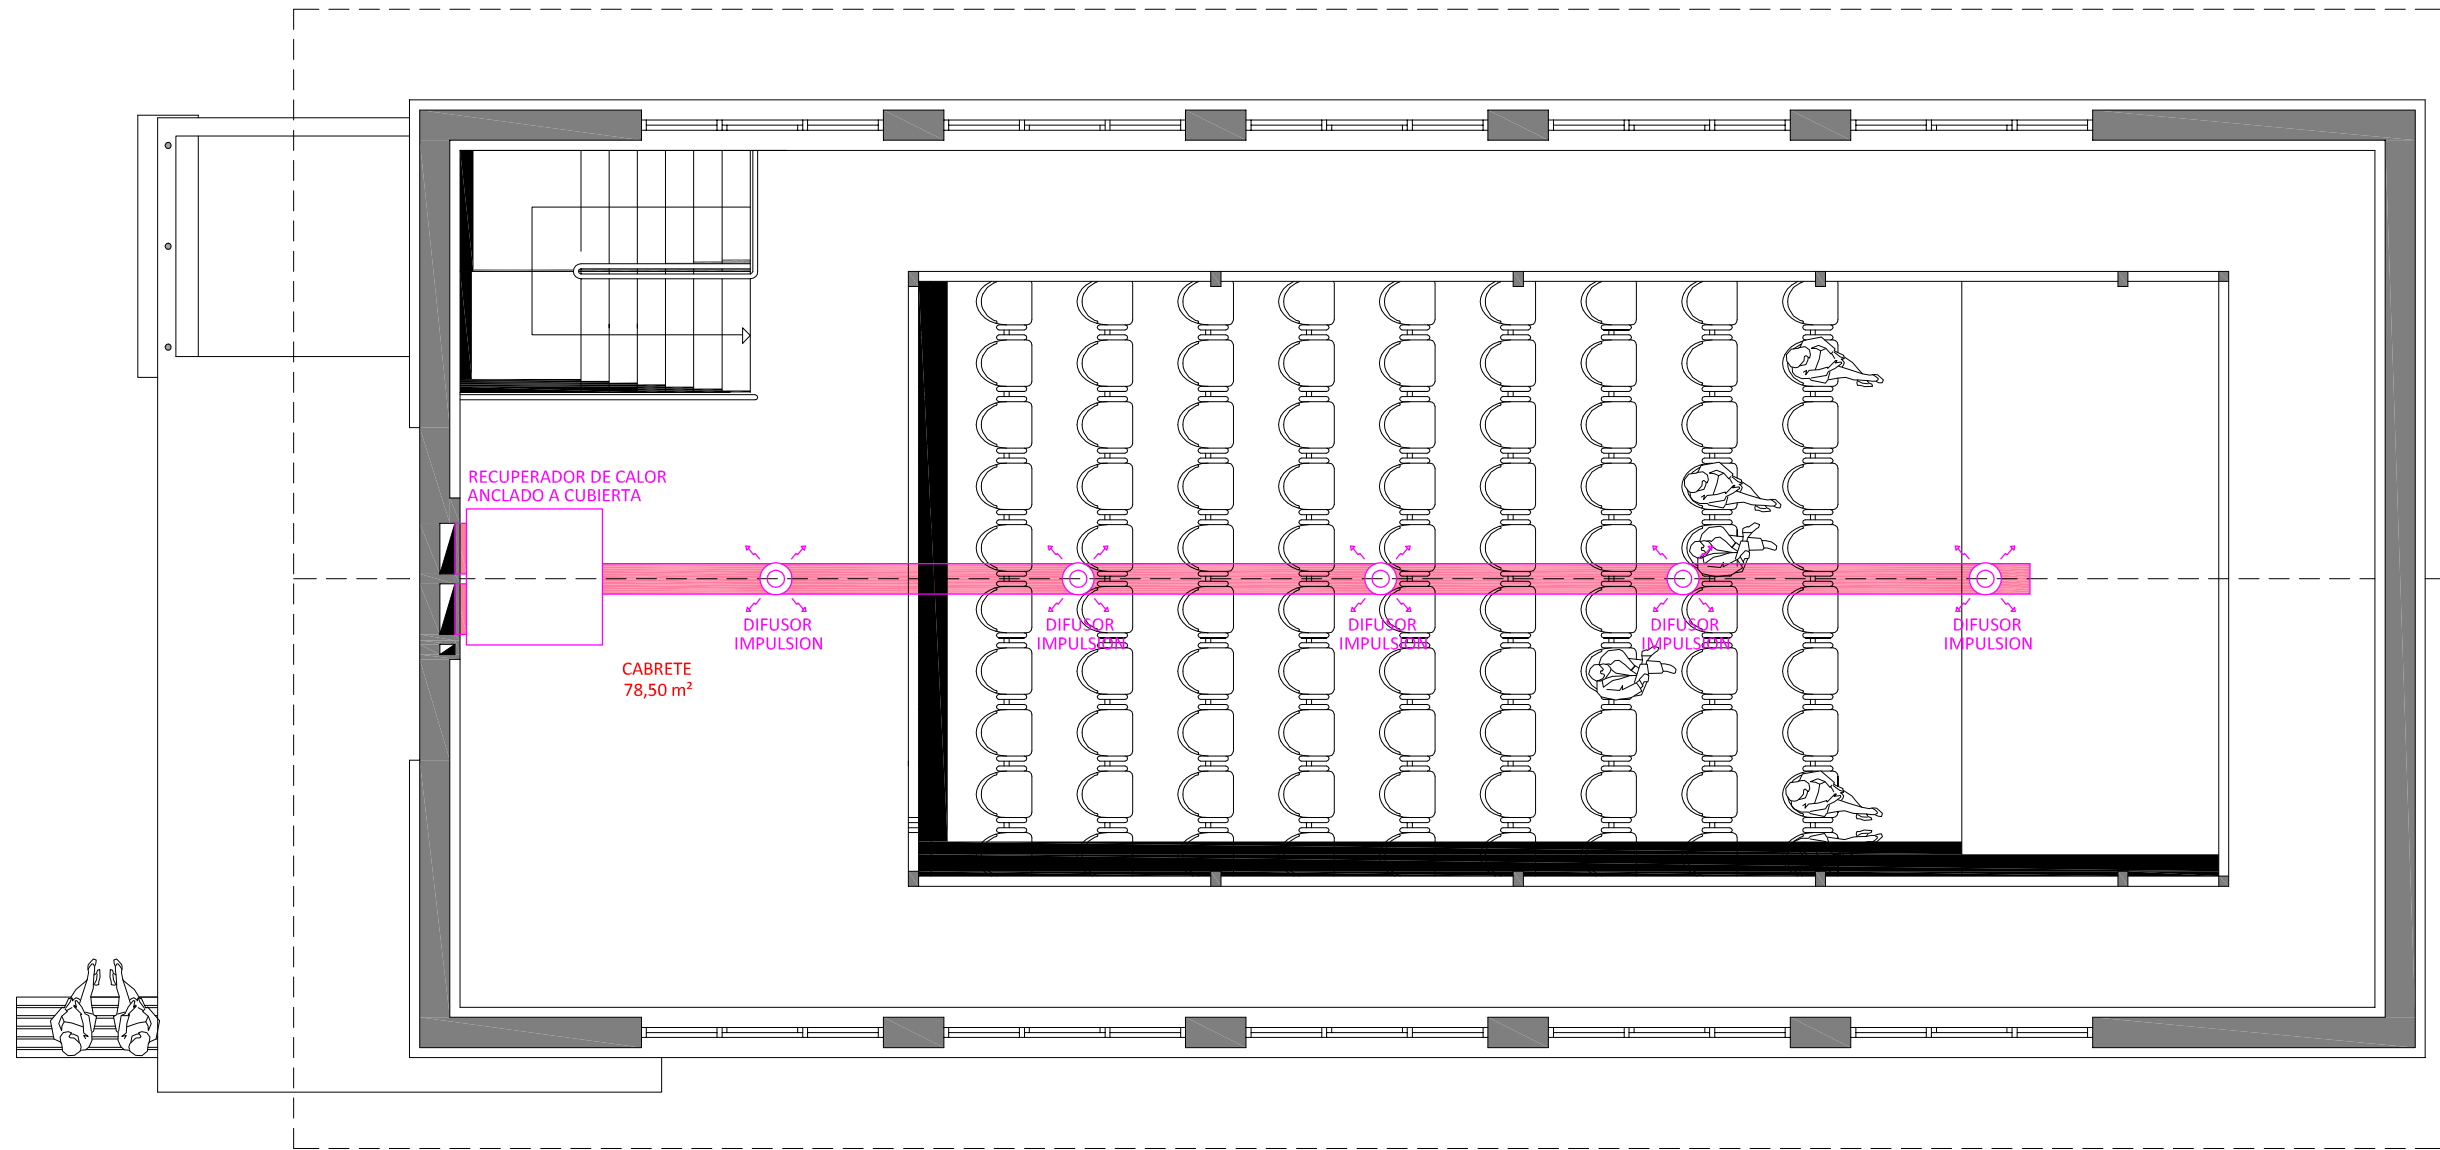 RECUPERADOR DE CALOR
ANCLADO A CUBIERTA
DIFUSOR
IMPULSION
DIFUSOR
IMPULSION
DIFUSOR
IMPULSION
DIFUSOR
IMPULSION
DIFUSOR
IMPULSION
CABRETE
78,50 m²